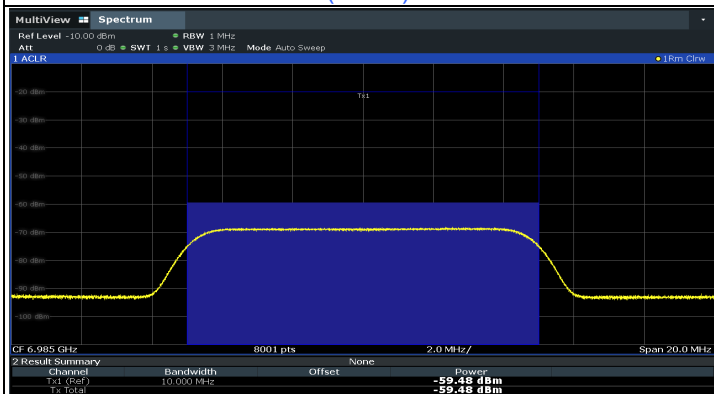 MultiView Spectrum
Ref Level -10.00 dBm RBW 1 MHz
Att 0 dB SWT 1 s VBW 3 MHz Mode Auto Sweep
1 ACLR 1Rm Clrw
Tx1
-20 dBm
-30 dBm
-40 dBm
-50 dBm
-60 dBm
-70 dBm
-80 dBm
-90 dBm
-100 dBm
CF 6.985 GHz 8001 pts 2.0 MHz/ Span 20.0 MHz
2 Result Summary None
Channel Bandwidth Offset Power
Tx1 (Ref) 10.000 MHz -59.48 dBm
Tx Total -59.48 dBm